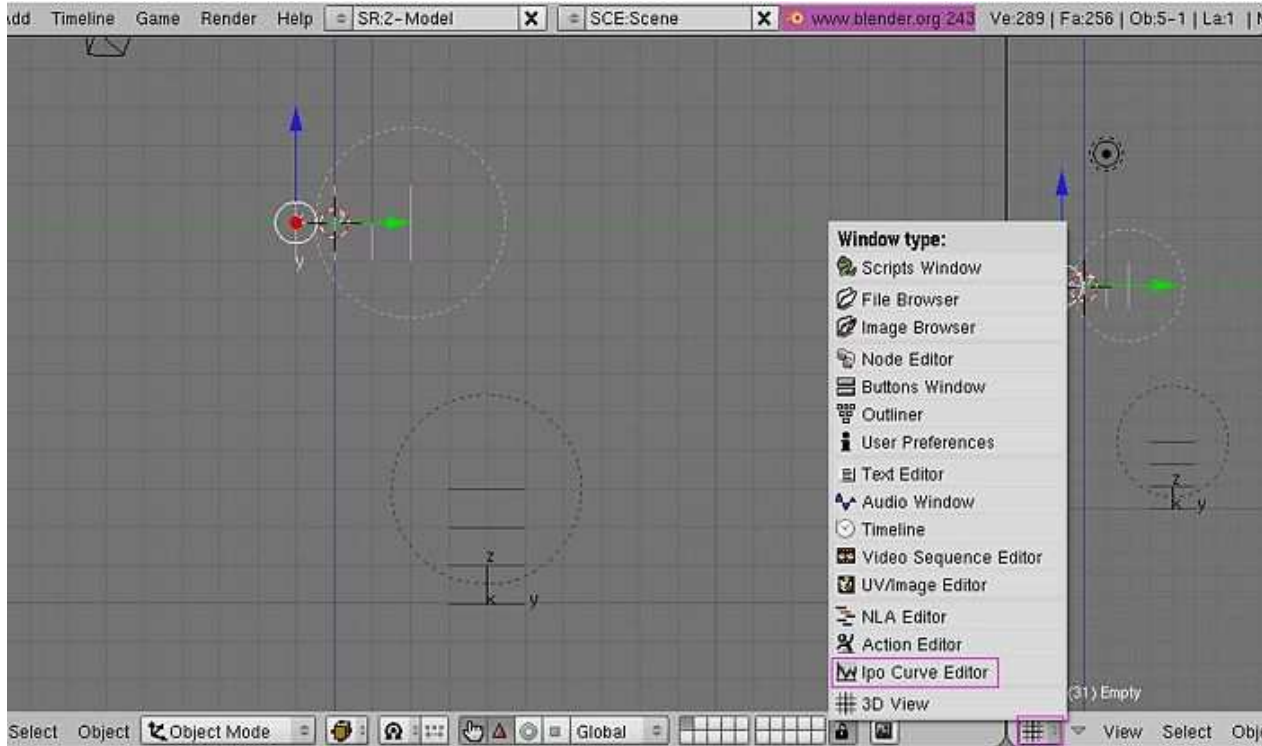 Add Timeline Game Render Help SR:2-Model SCE:Scene www.blender.org 243 Ve:289 | Fa:256 | Ob:5-1 | La:1
y
z
y
Window type:
Scripts Window
File Browser
Image Browser
Node Editor
Buttons Window
Outliner
User Preferences
Text Editor
Audio Window
Timeline
Video Sequence Editor
UV/Image Editor
NLA Editor
Action Editor
Ipo Curve Editor
3D View
z
y
(31) Empty
Select Object Object Mode Global View Select Obj